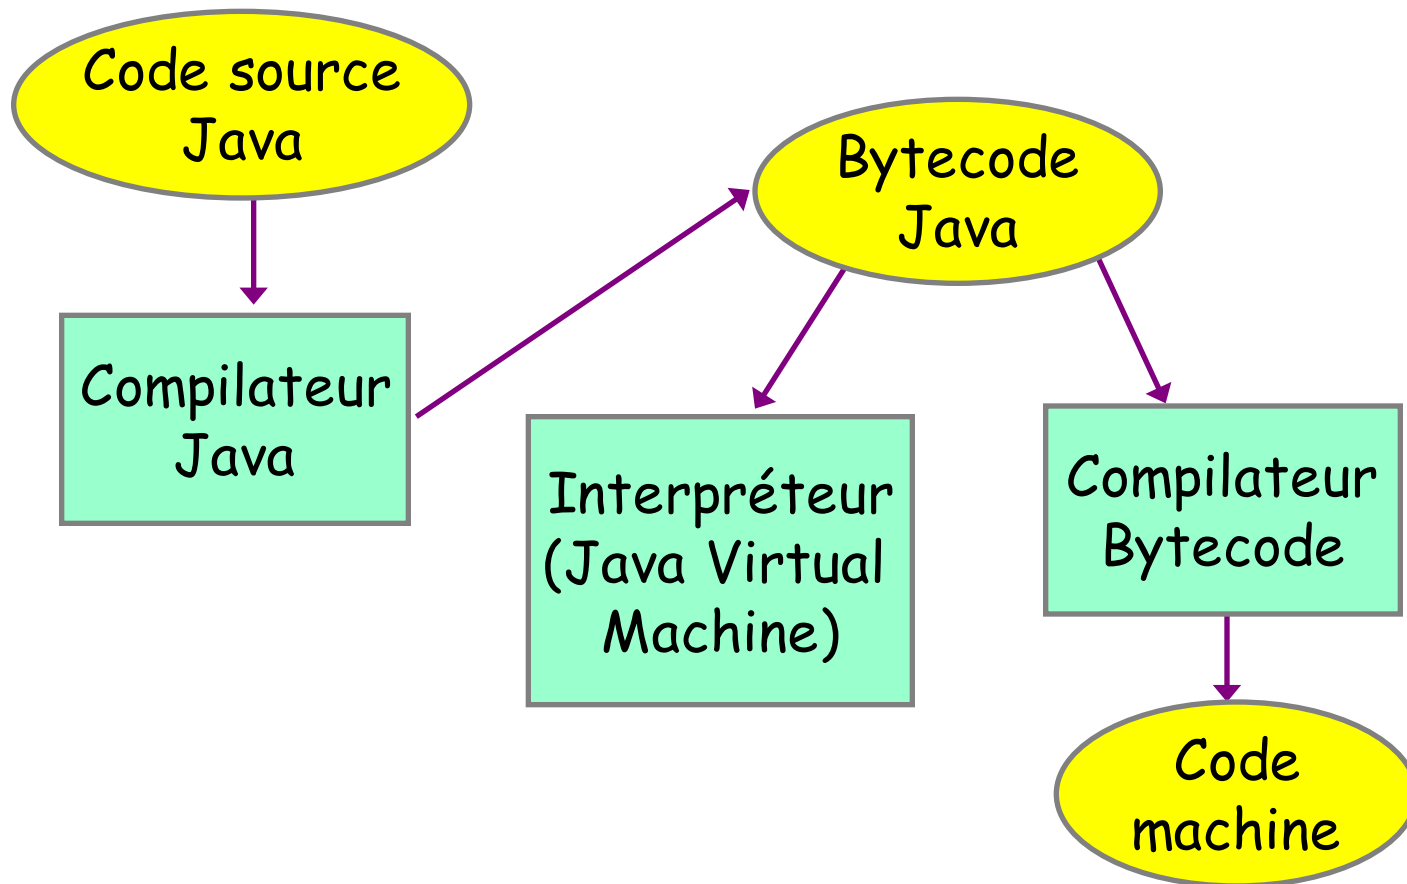 Code source
Java
Compilateur
Java
Bytecode
Java
Interpréteur
(Java Virtual
Machine)
Compilateur
Bytecode
Code
machine